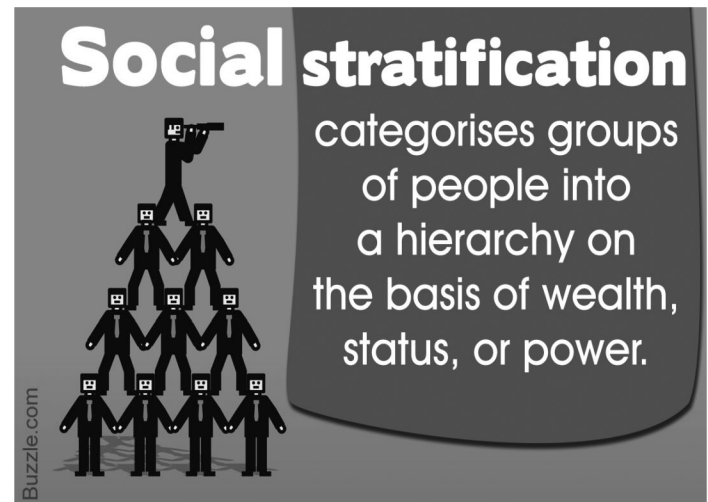 Social stratification
categorises groups
of people into
a hierarchy on
the basis of wealth,
status, or power.
Buzzle.com